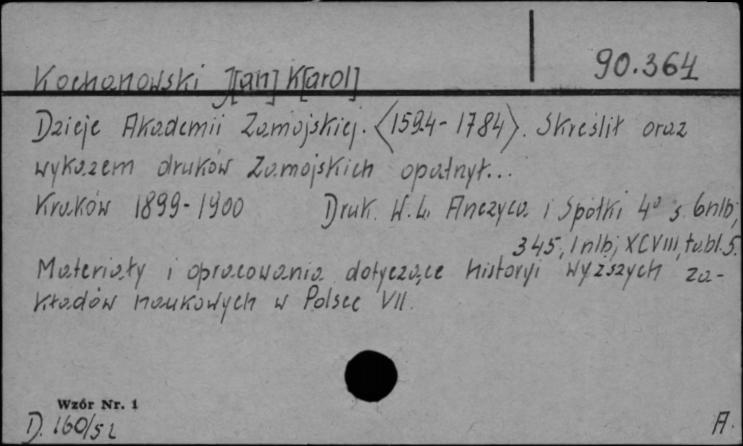 90.364
Kochanowski J[an] K[arol]
Dzieje Akademii Zamojskiej. <1594-1784>. Skreślił oraz
wykazem druków Zamojskich opatrzył...
Kraków 1899-1900 Druk. W. L. Anczyca i Spółki 4° s. 6nlb,
345, 1nlb, XCVIII, tabl. 5.
Materiały i opracowania dotyczące historyi wyższych za-
kładów naukowych w Polsce VII.
Wzór Nr. 1
D. 160/52 A.